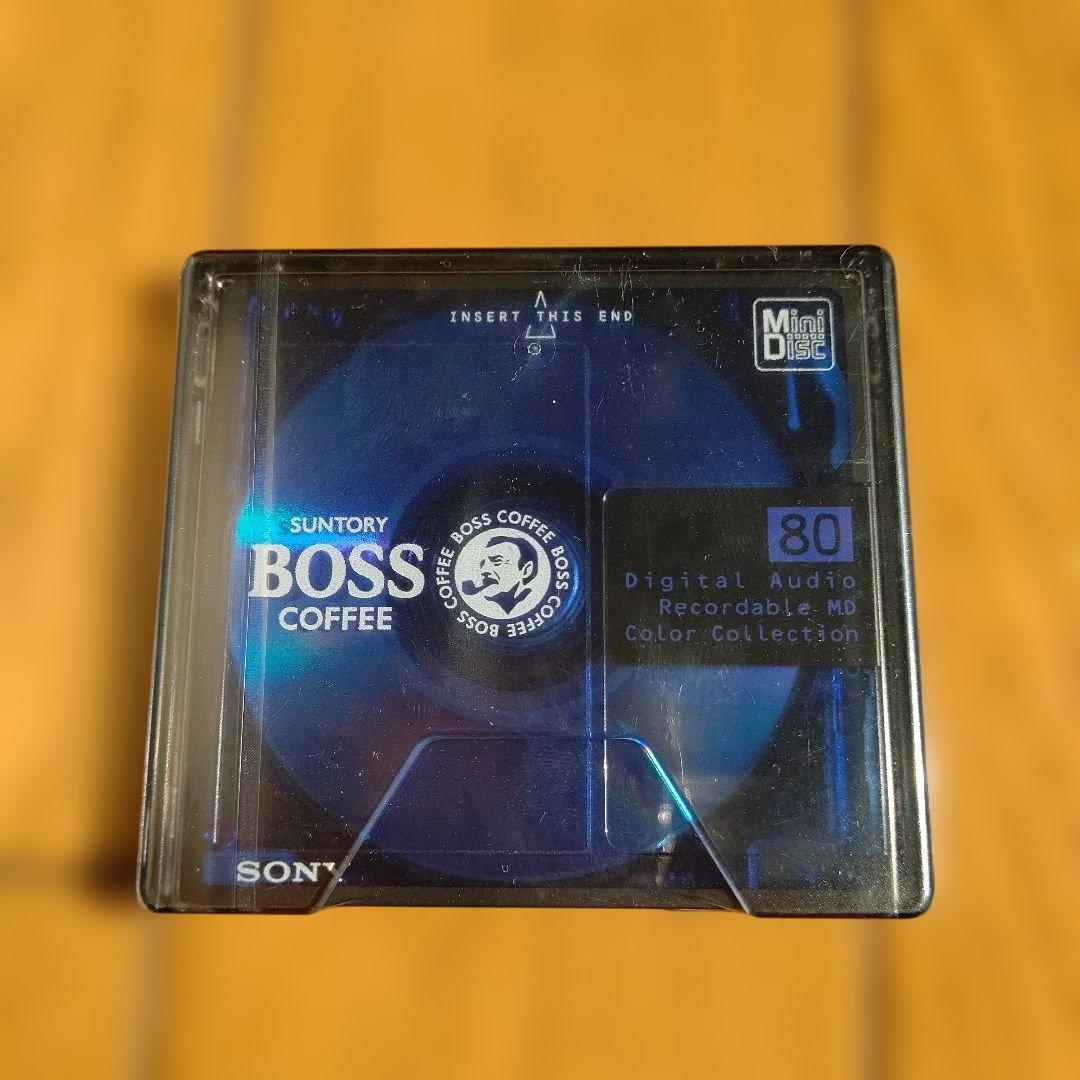 INSERT THIS END
Mini
Disc
SUNTORY
BOSS
COFFEE
BOSS COFFEE BOSS COFFEE BOSS COFFEE
80
Digital Audio
Recordable MD
Color Collection
SONY